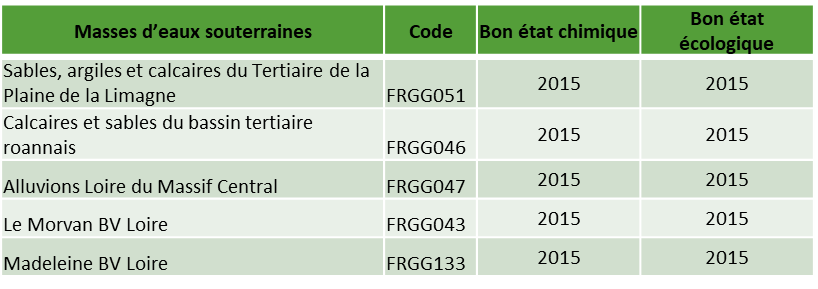 Masses d’eaux souterraines Code Bon état chimique Bon état écologique
Sables, argiles et calcaires du Tertiaire de la
Plaine de la Limagne FRGG051 2015 2015
Calcaires et sables du bassin tertiaire
roannais FRGG046 2015 2015
Alluvions Loire du Massif Central FRGG047 2015 2015
Le Morvan BV Loire FRGG043 2015 2015
Madeleine BV Loire FRGG133 2015 2015